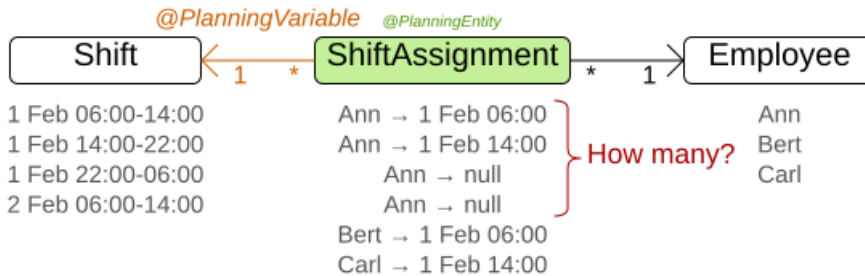 @PlanningVariable @PlanningEntity
Shift ShiftAssignment Employee
1 * * 1
1 Feb 06:00-14:00 Ann → 1 Feb 06:00 Ann
1 Feb 14:00-22:00 Ann → 1 Feb 14:00 Bert
How many?
1 Feb 22:00-06:00 Ann → null Carl
2 Feb 06:00-14:00 Ann → null
Bert → 1 Feb 06:00
Carl → 1 Feb 14:00